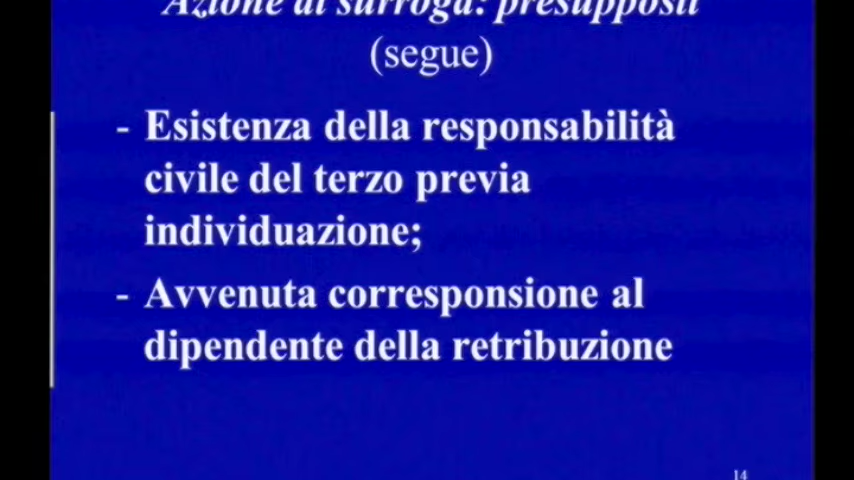 Azione di surroga: presupposti
(segue)
- Esistenza della responsabilità
civile del terzo previa
individuazione;
- Avvenuta corresponsione al
dipendente della retribuzione
14